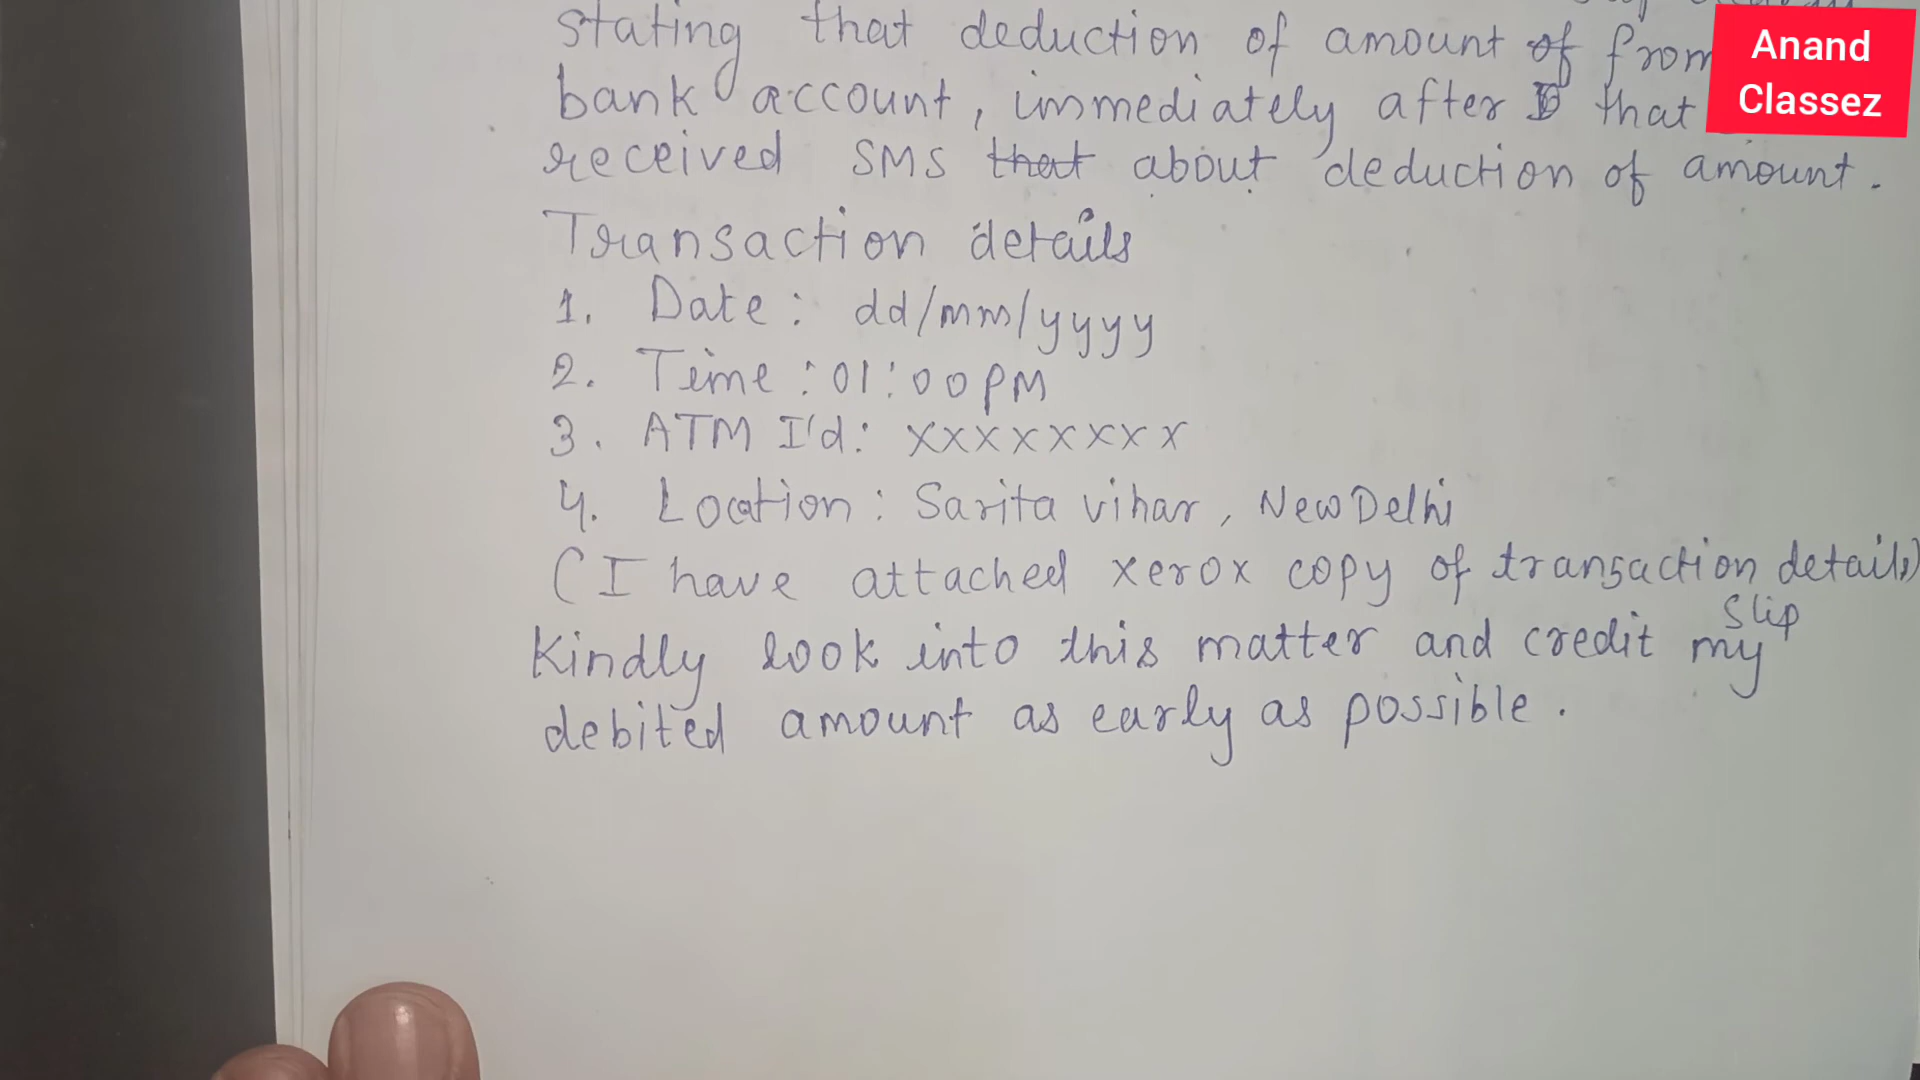 stating that deduction of amount of from
bank account, immediately after that
received SMS that about deduction of amount.
Transaction details
1. Date : dd/mm/yyyy
2. Time : 01:00 PM
3. ATM I'd: xxxxxxxx
4. Location : Sarita vihar, New Delhi
(I have attached xerox copy of transaction details)
slip
Kindly look into this matter and credit my
debited amount as early as possible.
Anand
Classez